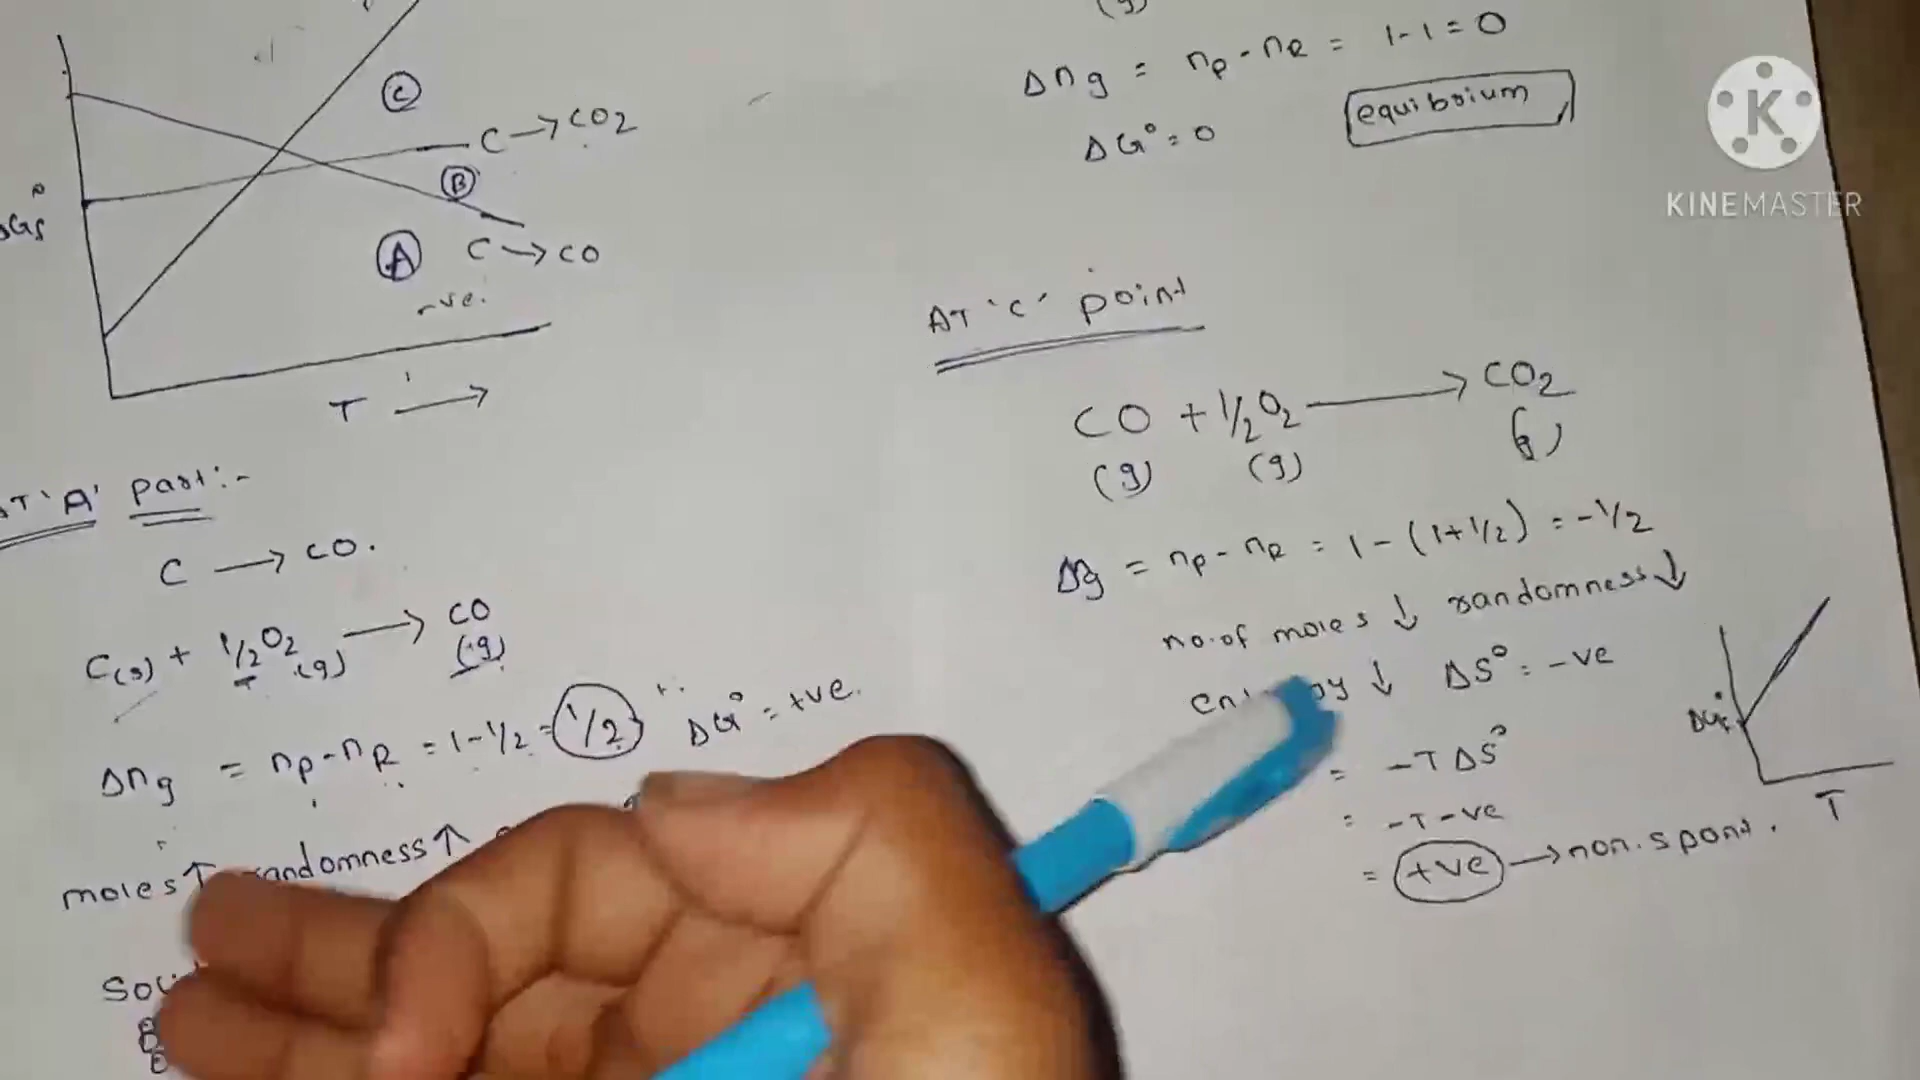 C
C → CO2
B
A
C → CO
-ve.
T →
AT 'A' part:-
C → CO.
C(s) + 1/2 O2 (g) → CO (g)
Δng = np - nR = 1 - 1/2 = 1/2
ΔG° = +ve.
moles ↑ randomness ↑
Δng = np - nR = 1 - 1 = 0
ΔG° = 0
equibrium
KINEMASTER
AT 'C' point
CO + 1/2 O2 → CO2
(g) (g) (g)
= np - nR = 1 - (1 + 1/2) = -1/2
no.of moles ↓ randomness ↓
↓ ΔS° = -ve
= -TΔS°
= -T -ve
= +ve → non.spont.
T